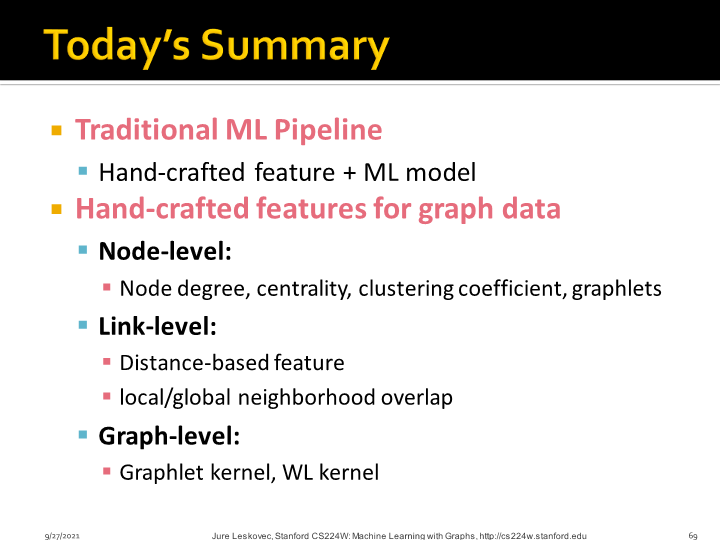 Today's Summary
Traditional ML Pipeline
Hand-crafted feature + ML model
Hand-crafted features for graph data
Node-level:
Node degree, centrality, clustering coefficient, graphlets
Link-level:
Distance-based feature
local/global neighborhood overlap
Graph-level:
Graphlet kernel, WL kernel
9/27/2021
Jure Leskovec, Stanford CS224W: Machine Learning with Graphs, http://cs224w.stanford.edu
69